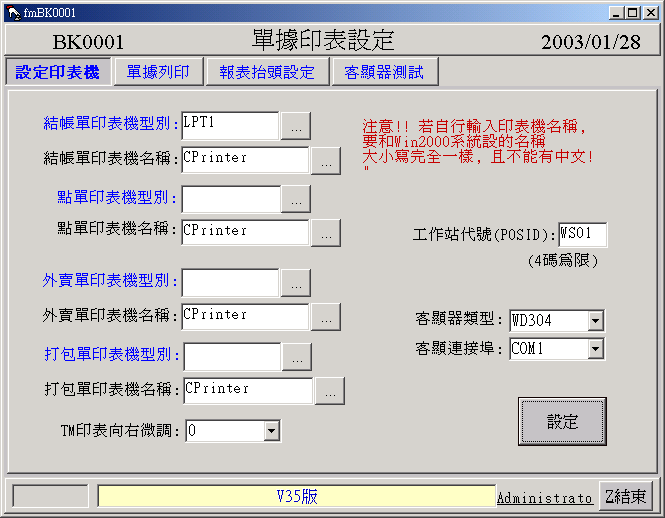 fmBK0001
BK0001
單據印表設定
2003/01/28
設定印表機
單據列印
報表抬頭設定
客顯器測試
結帳單印表機型別:
LPT1
...
結帳單印表機名稱:
CPrinter
...
點單印表機型別:
...
點單印表機名稱:
CPrinter
...
外賣單印表機型別:
...
外賣單印表機名稱:
CPrinter
...
打包單印表機型別:
...
打包單印表機名稱:
CPrinter
...
TM印表向右微調:
0
注意!! 若自行輸入印表機名稱,
要和Win2000系統設的名稱
大小寫完全一樣, 且不能有中文!
"
工作站代號(POSID):
WS01
(4碼為限)
客顯器類型:
WD304
客顯連接埠:
COM1
設定
V35版
Administrato
Z結束